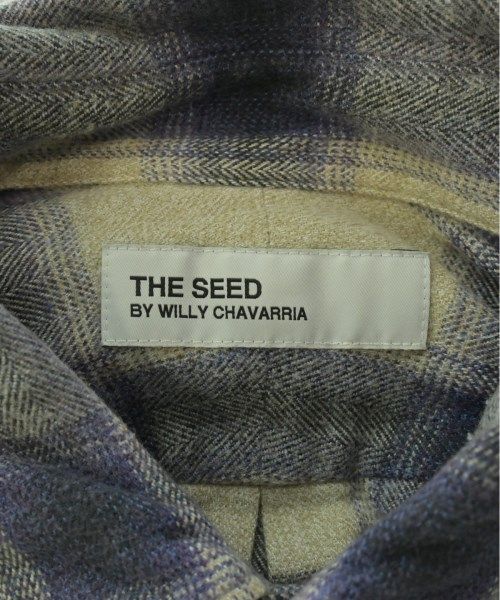 THE SEED
BY WILLY CHAVARRIA